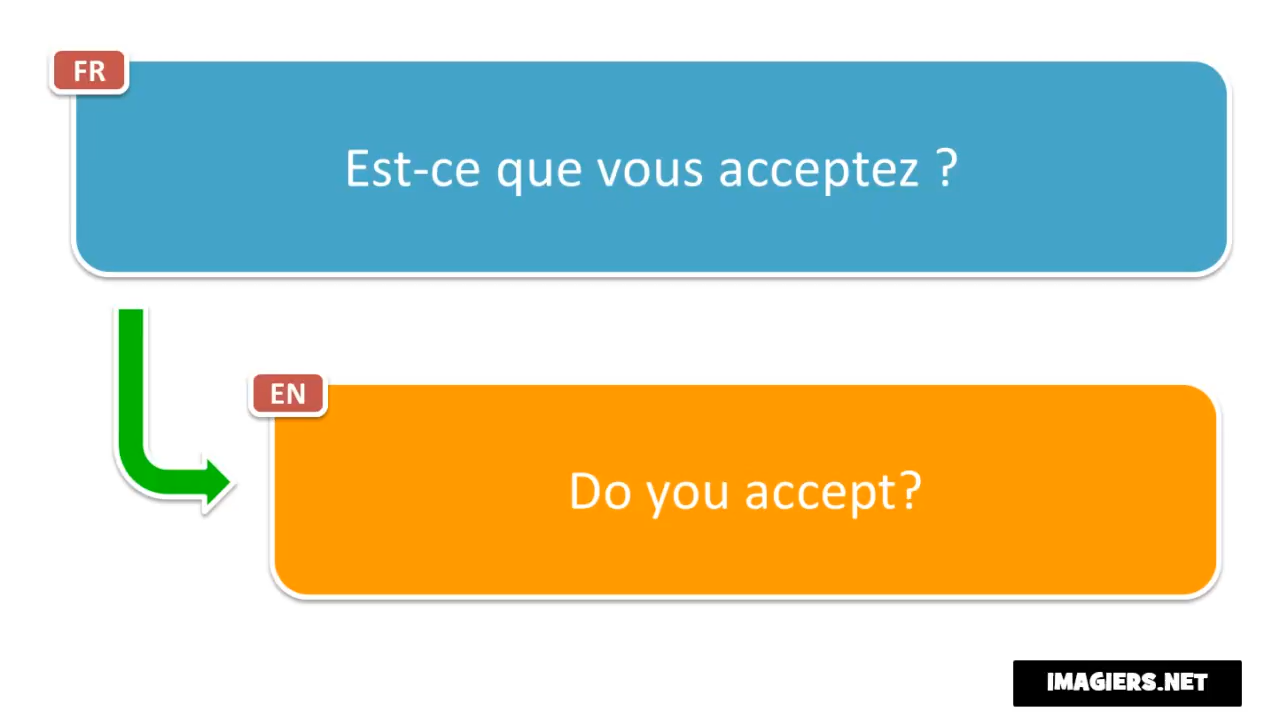 FR
Est-ce que vous acceptez ?
EN
Do you accept?
IMAGIERS.NET